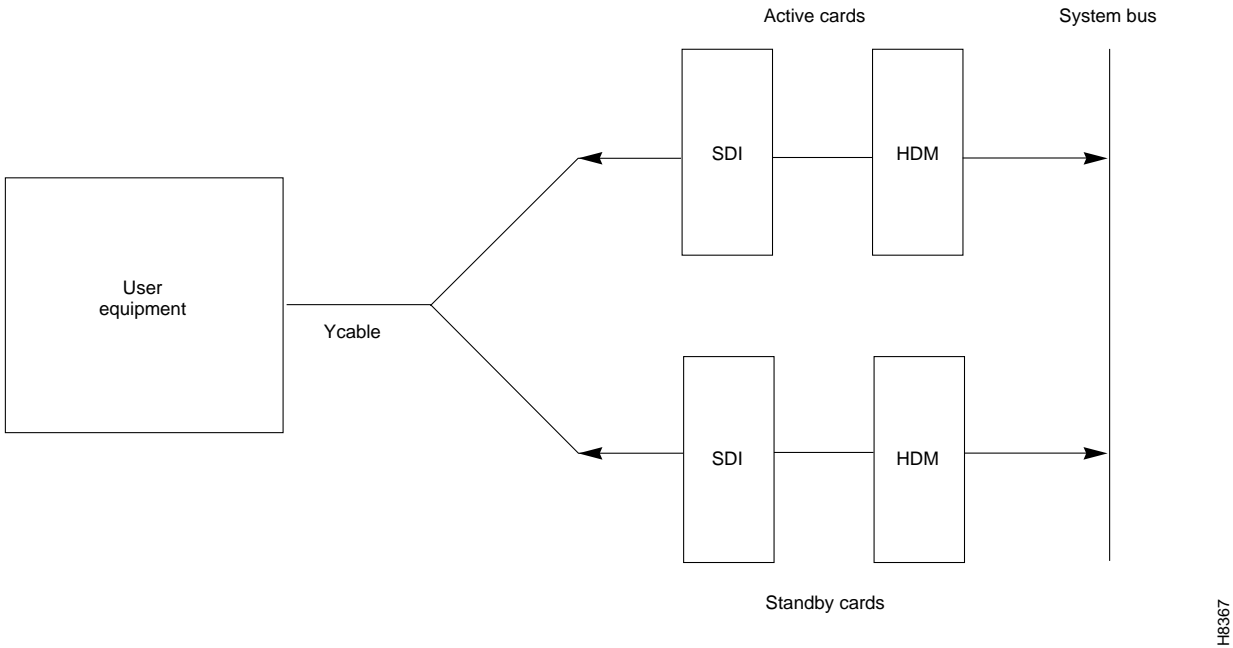 Active cards
System bus
SDI
HDM
User
equipment
Ycable
SDI
HDM
Standby cards
H8367